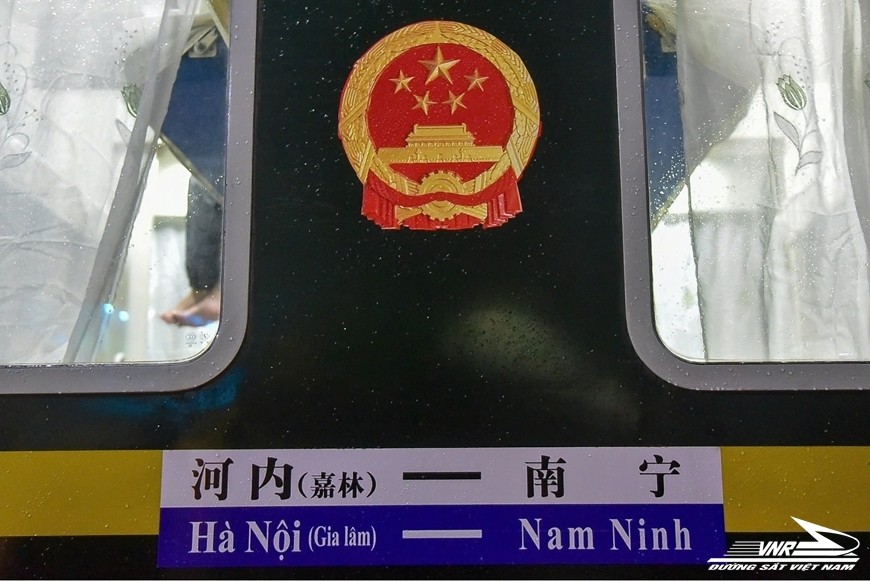 河内(嘉林) — 南宁
Hà Nội (Gia lâm) — Nam Ninh
VNR
ĐƯỜNG SẮT VIỆT NAM